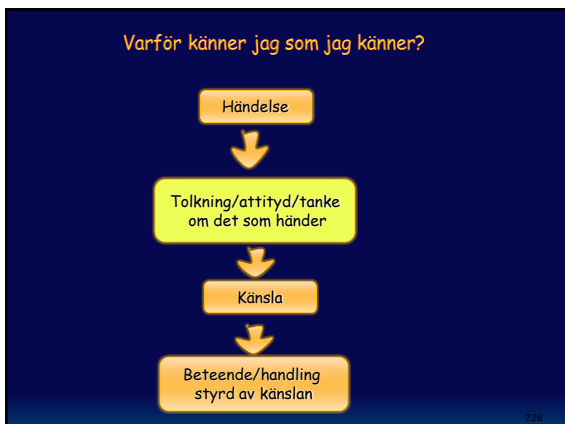 Varför känner jag som jag känner?
Händelse
Tolkning/attityd/tanke
om det som händer
Känsla
Beteende/handling
styrd av känslan
226